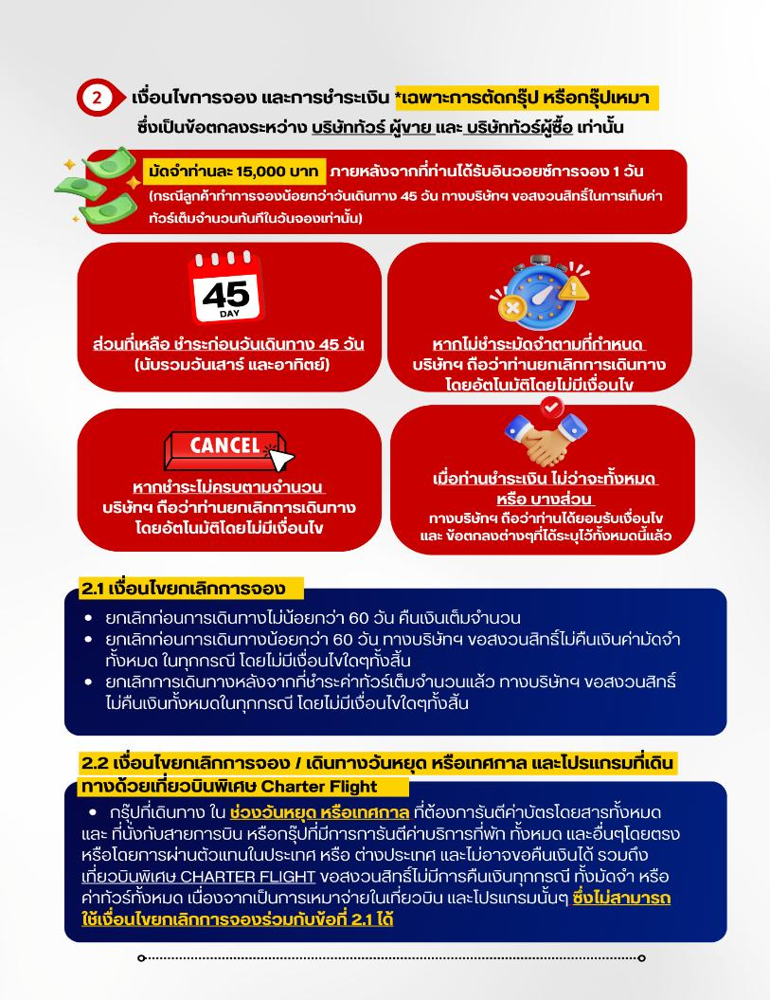 2 เงื่อนไขการจอง และการชำระเงิน *เฉพาะการตัดกรุ๊ป หรือกรุ๊ปเหมา
ซึ่งเป็นข้อตกลงระหว่าง บริษัททัวร์ ผู้ขาย และ บริษัททัวร์ผู้ซื้อ เท่านั้น
มัดจำท่านละ 15,000 บาท ภายหลังจากที่ท่านได้รับอินวอยซ์การจอง 1 วัน
(กรณีลูกค้าทำการจองน้อยกว่าวันเดินทาง 45 วัน ทางบริษัทฯ ขอสงวนสิทธิ์ในการเก็บค่า
ทัวร์เต็มจำนวนทันทีในวันจองเท่านั้น)
45
DAY
ส่วนที่เหลือ ชำระก่อนวันเดินทาง 45 วัน
(นับรวมวันเสาร์ และอาทิตย์)
หากไม่ชำระมัดจำตามที่กำหนด
บริษัทฯ ถือว่าท่านยกเลิกการเดินทาง
โดยอัตโนมัติโดยไม่มีเงื่อนไข
CANCEL
หากชำระไม่ครบตามจำนวน
บริษัทฯ ถือว่าท่านยกเลิกการเดินทาง
โดยอัตโนมัติโดยไม่มีเงื่อนไข
เมื่อท่านชำระเงิน ไม่ว่าจะทั้งหมด
หรือ บางส่วน
ทางบริษัทฯ ถือว่าท่านได้ยอมรับเงื่อนไข
และ ข้อตกลงต่างๆที่ได้ระบุไว้ทั้งหมดนี้แล้ว
2.1 เงื่อนไขยกเลิกการจอง
• ยกเลิกก่อนการเดินทางไม่น้อยกว่า 60 วัน คืนเงินเต็มจำนวน
• ยกเลิกก่อนการเดินทางน้อยกว่า 60 วัน ทางบริษัทฯ ขอสงวนสิทธิ์ไม่คืนเงินค่ามัดจำ
ทั้งหมด ในทุกกรณี โดยไม่มีเงื่อนไขใดๆทั้งสิ้น
• ยกเลิกการเดินทางหลังจากที่ชำระค่าทัวร์เต็มจำนวนแล้ว ทางบริษัทฯ ขอสงวนสิทธิ์
ไม่คืนเงินทั้งหมดในทุกกรณี โดยไม่มีเงื่อนไขใดๆทั้งสิ้น
2.2 เงื่อนไขยกเลิกการจอง / เดินทางวันหยุด หรือเทศกาล และโปรแกรมที่เดิน
ทางด้วยเที่ยวบินพิเศษ Charter Flight
• กรุ๊ปที่เดินทาง ใน ช่วงวันหยุด หรือเทศกาล ที่ต้องการันตีค่าบัตรโดยสารทั้งหมด
และ ที่นั่งกับสายการบิน หรือกรุ๊ปที่มีการการันตีค่าบริการที่พัก ทั้งหมด และอื่นๆโดยตรง
หรือโดยการผ่านตัวแทนในประเทศ หรือ ต่างประเทศ และไม่อาจขอคืนเงินได้ รวมถึง
เที่ยวบินพิเศษ CHARTER FLIGHT ขอสงวนสิทธิ์ไม่มีการคืนเงินทุกกรณี ทั้งมัดจำ หรือ
ค่าทัวร์ทั้งหมด เนื่องจากเป็นการเหมาจ่ายในเที่ยวบิน และโปรแกรมนั้นๆ ซึ่งไม่สามารถ
ใช้เงื่อนไขยกเลิกการจองร่วมกับข้อที่ 2.1 ได้